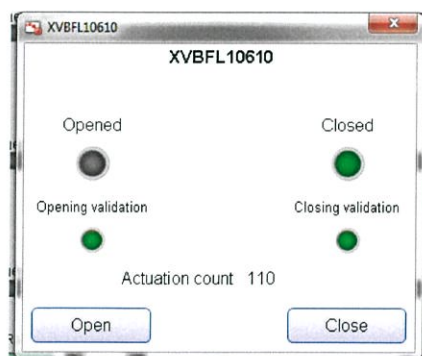 XVBFL10610
XVBFL10610
Opened Closed
Opening validation Closing validation
Actuation count 110
Open Close